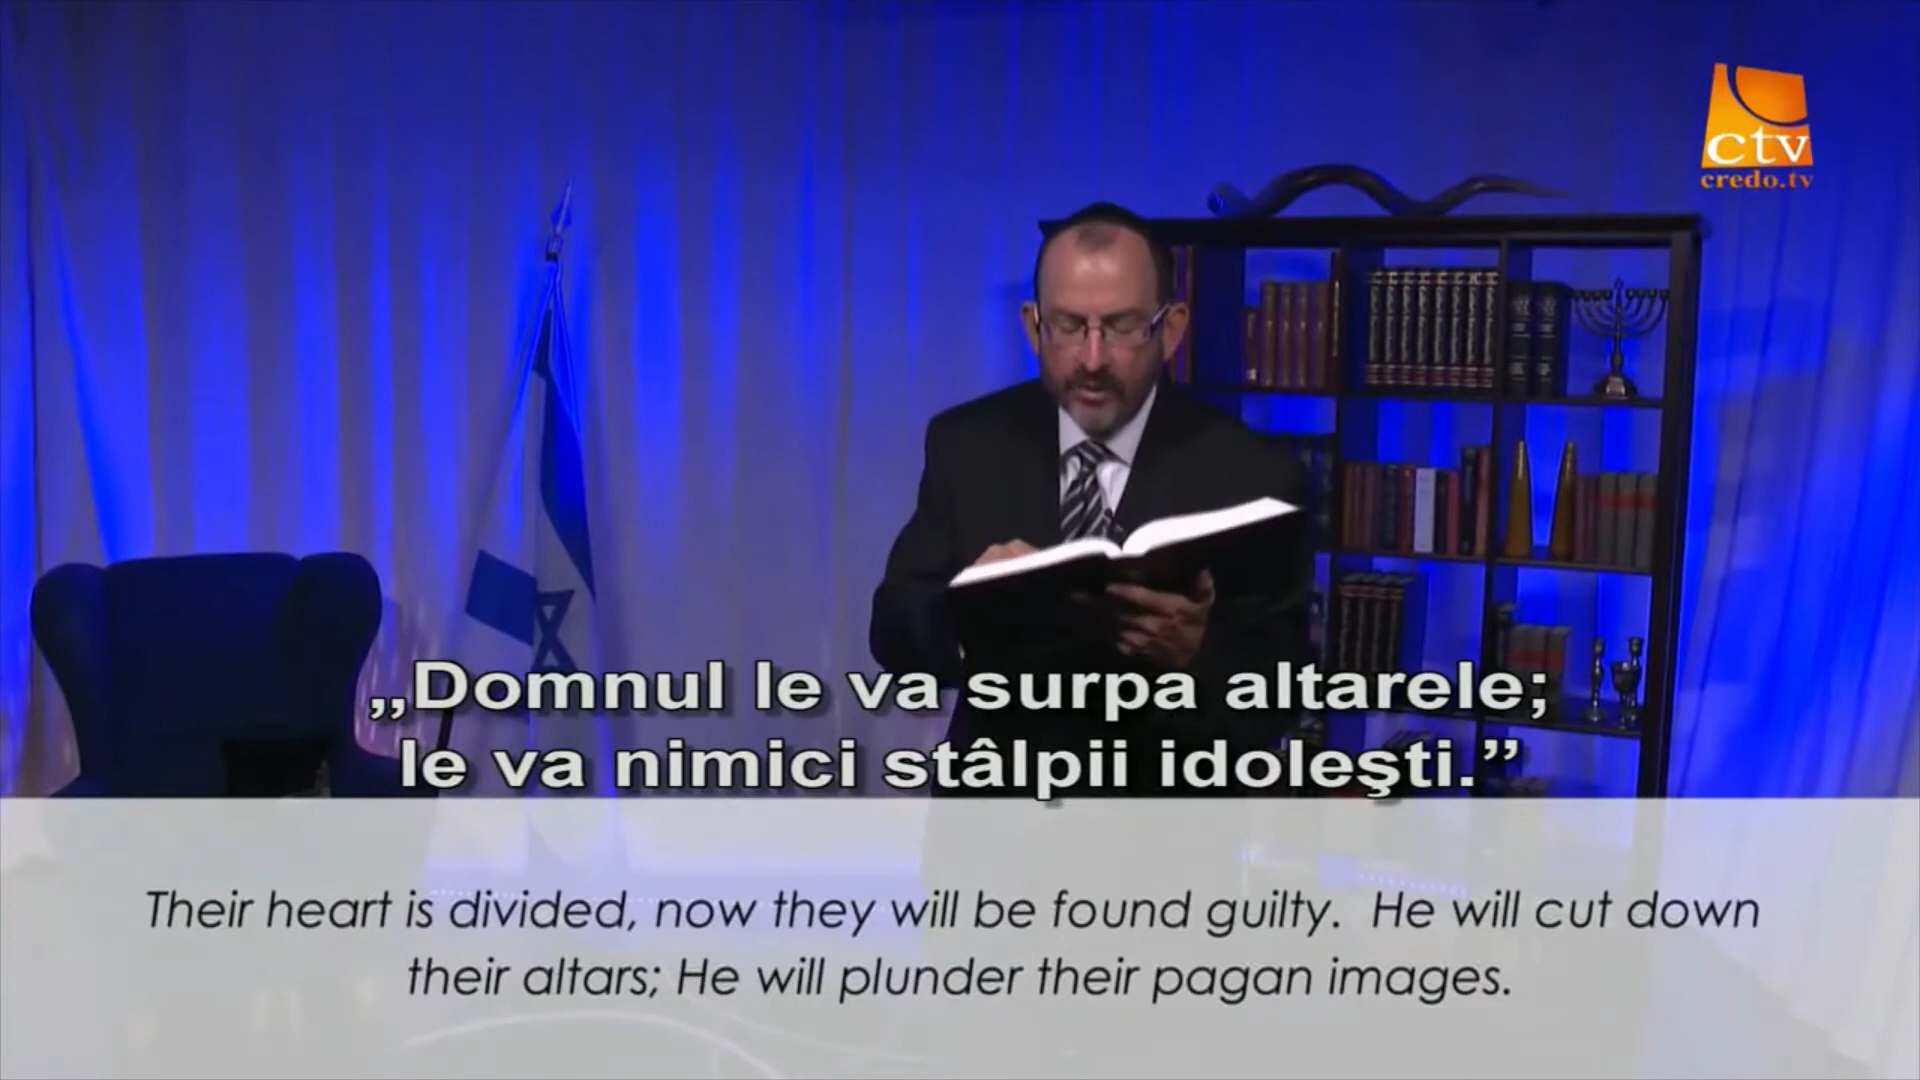 ctv
credo.tv
„Domnul le va surpa altarele;
le va nimici stâlpii idoleşti.”
Their heart is divided, now they will be found guilty. He will cut down
their altars; He will plunder their pagan images.